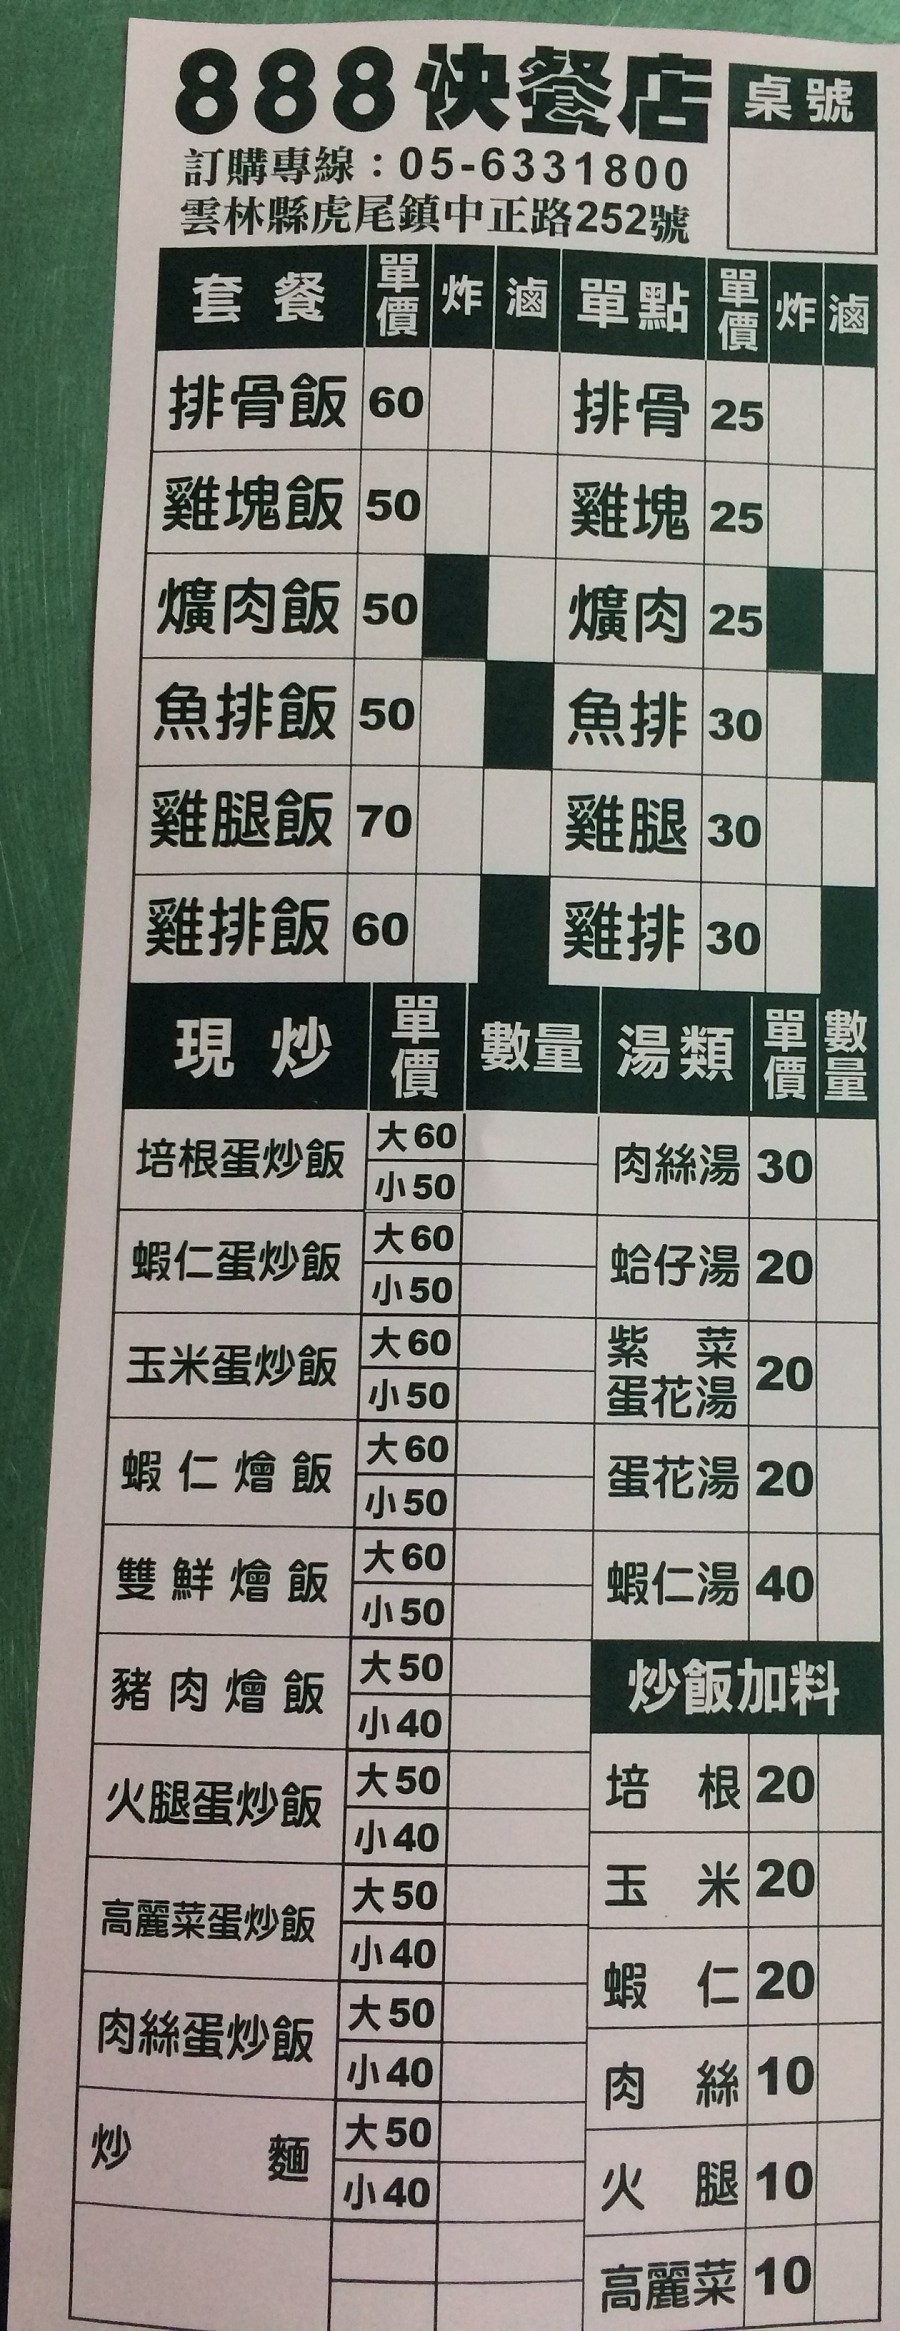 888快餐店
桌號
訂購專線：05-6331800
雲林縣虎尾鎮中正路252號
套餐 單價 炸 滷 單點 單價 炸 滷
排骨飯 60 排骨 25
雞塊飯 50 雞塊 25
爌肉飯 50 爌肉 25
魚排飯 50 魚排 30
雞腿飯 70 雞腿 30
雞排飯 60 雞排 30
現炒 單價 數量
培根蛋炒飯 大60
小50
蝦仁蛋炒飯 大60
小50
玉米蛋炒飯 大60
小50
蝦仁燴飯 大60
小50
雙鮮燴飯 大60
小50
豬肉燴飯 大50
小40
火腿蛋炒飯 大50
小40
高麗菜蛋炒飯 大50
小40
肉絲蛋炒飯 大50
小40
炒麵 大50
小40
湯類 單價 數量
肉絲湯 30
蛤仔湯 20
紫菜
蛋花湯 20
蛋花湯 20
蝦仁湯 40
炒飯加料
培根 20
玉米 20
蝦仁 20
肉絲 10
火腿 10
高麗菜 10